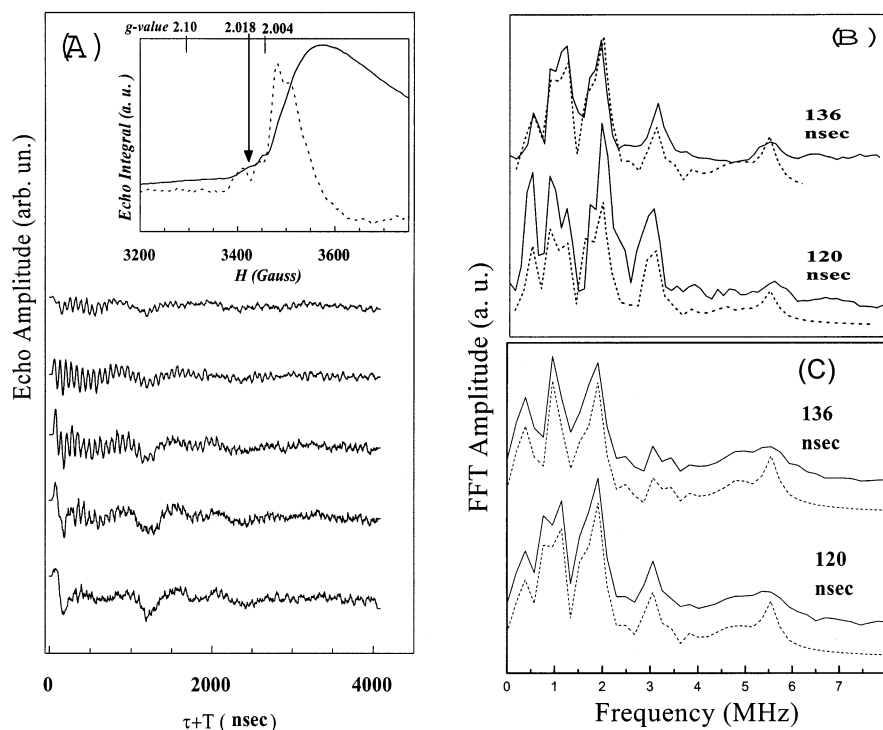 (A)
g-value 2.10 2.018 2.004
Echo Integral (a. u.)
3200 3400 3600
H (Gauss)
Echo Amplitude (arb. un.)
0 2000 4000
τ+T ( nsec)
(B)
136
nsec
120
nsec
(C)
136
nsec
120
nsec
FFT Amplitude (a. u.)
0 1 2 3 4 5 6 7
Frequency (MHz)